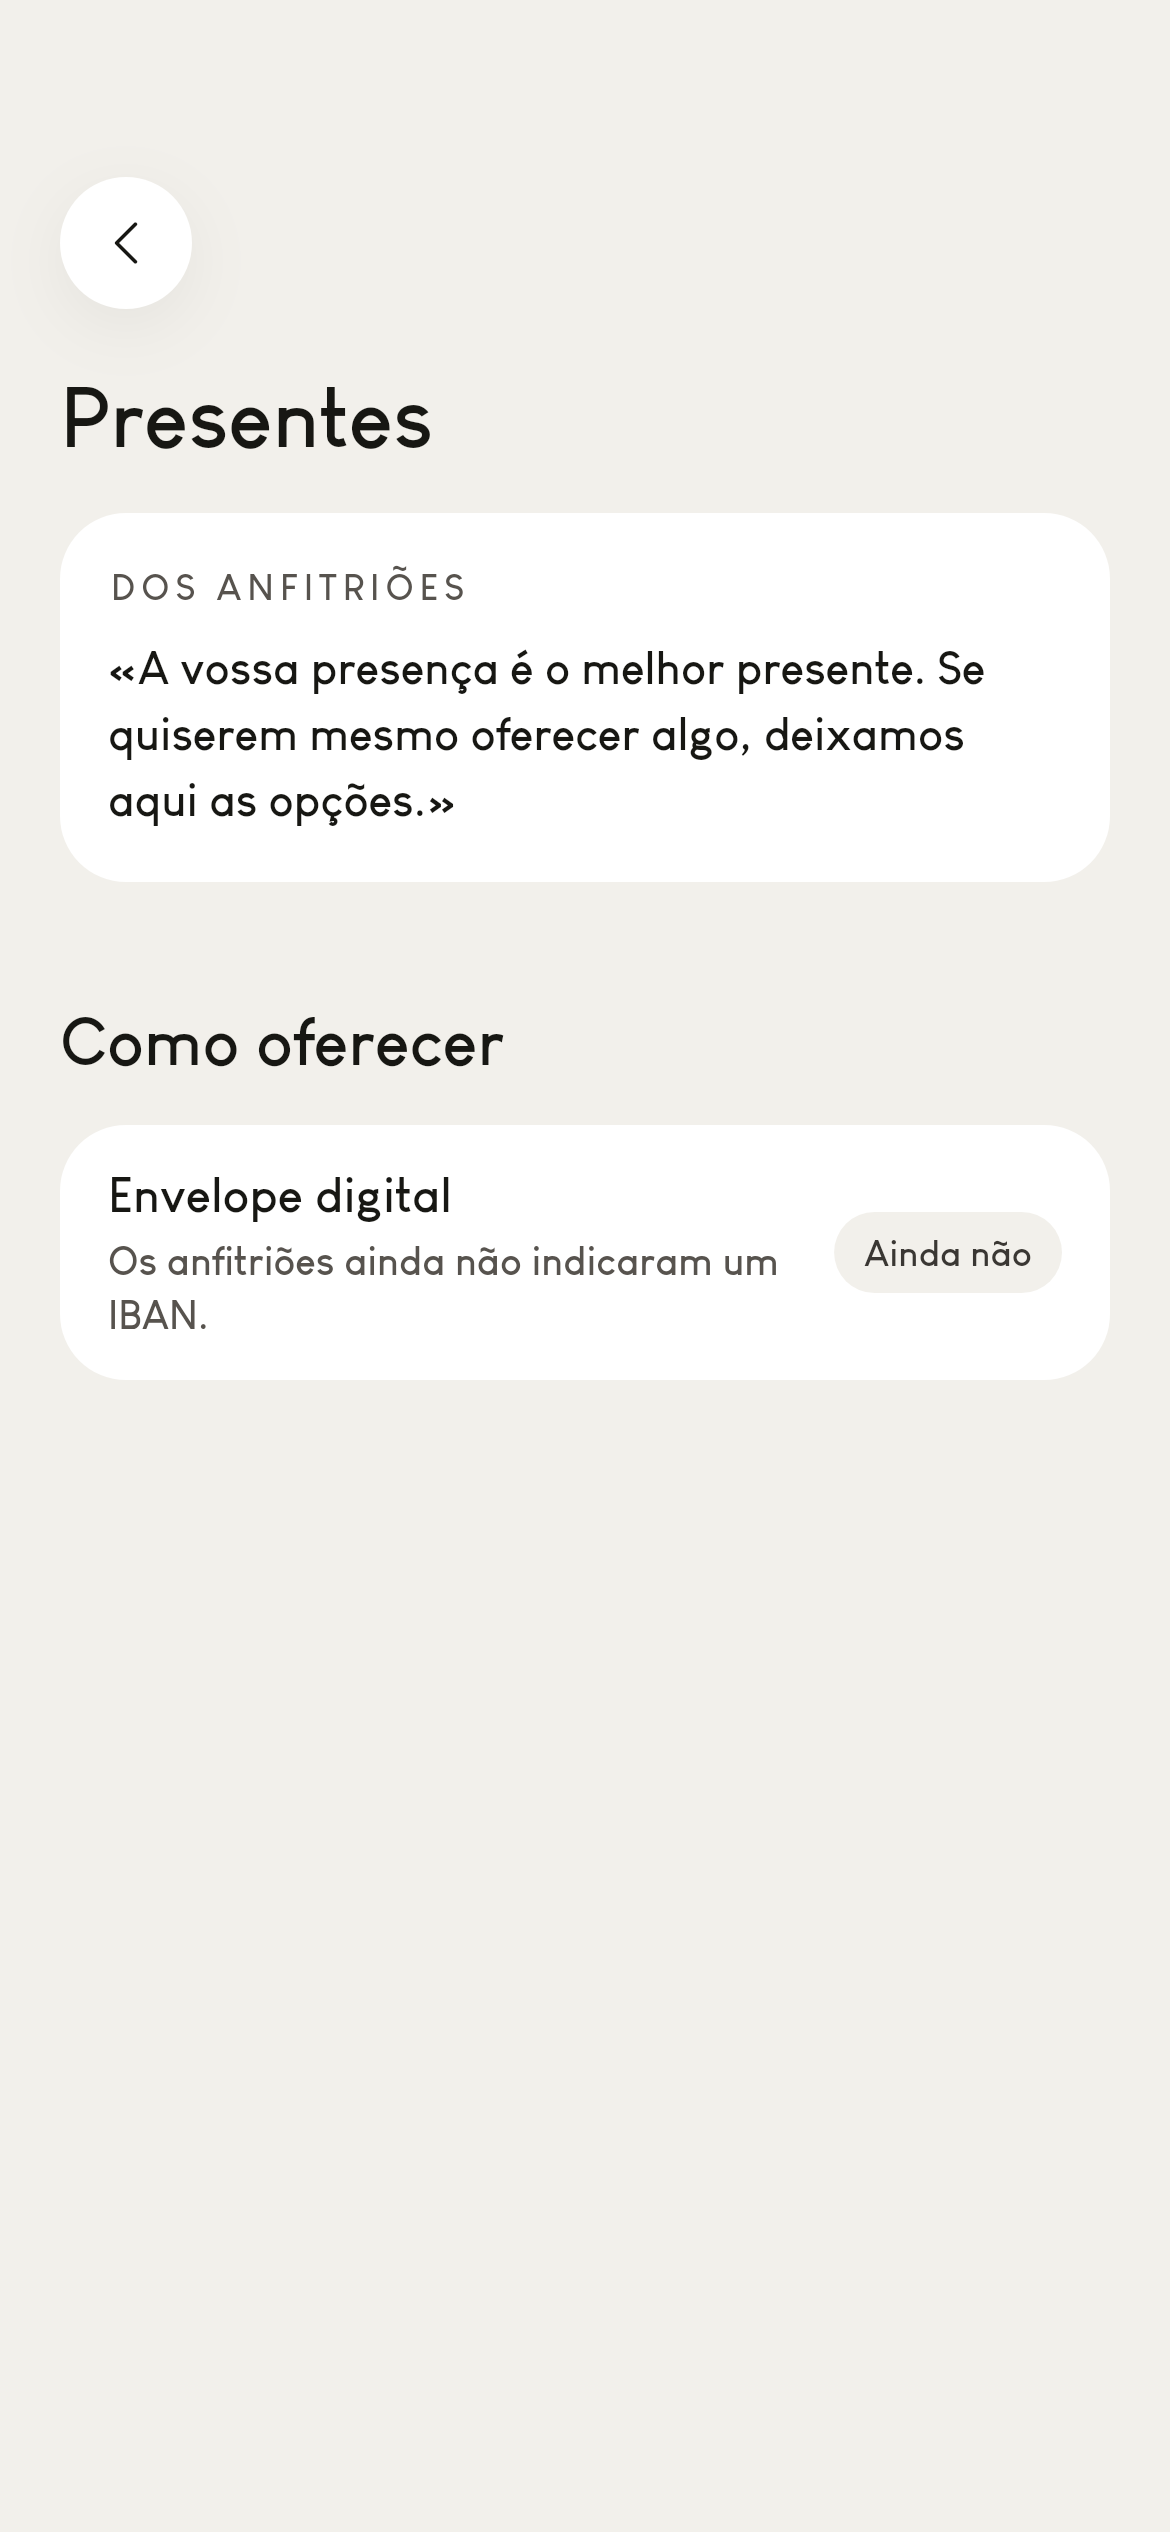 Presentes
DOS ANFITRIÕES
«A vossa presença é o melhor presente. Se
quiserem mesmo oferecer algo, deixamos
aqui as opções.»
Como oferecer
Envelope digital
Os anfitriões ainda não indicaram um
IBAN.
Ainda não